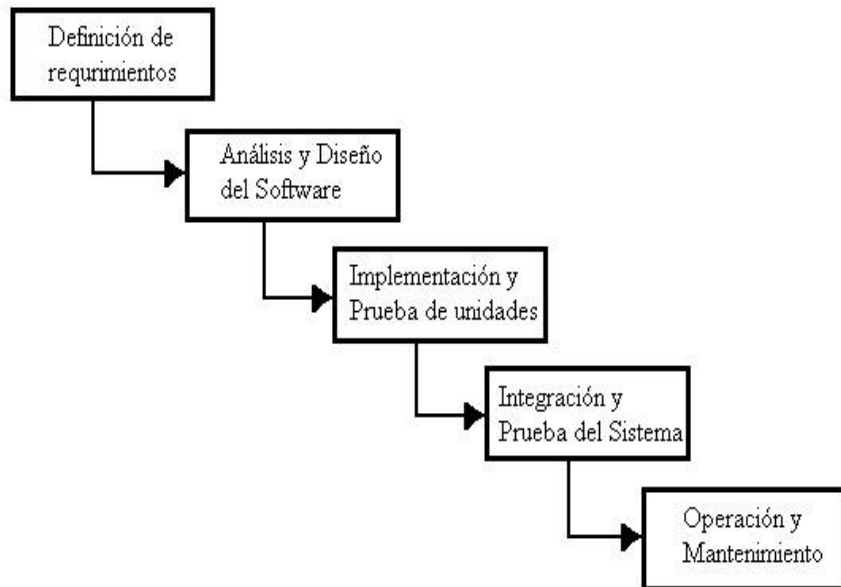 Definición de
requrimientos
Análisis y Diseño
del Software
Implementación y
Prueba de unidades
Integración y
Prueba del Sistema
Operación y
Mantenimiento